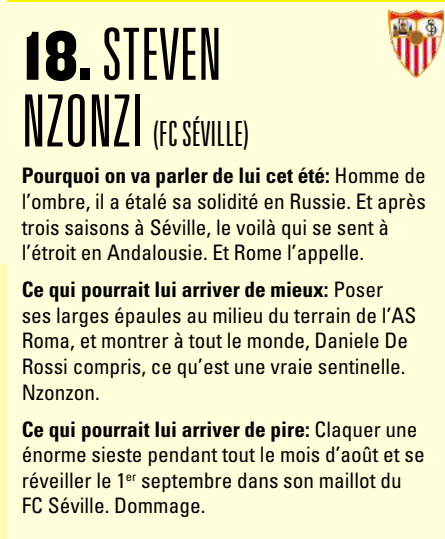 18. STEVEN
NZONZI (FC SÉVILLE)
Pourquoi on va parler de lui cet été: Homme de
l’ombre, il a étalé sa solidité en Russie. Et après
trois saisons à Séville, le voilà qui se sent à
l’étroit en Andalousie. Et Rome l’appelle.
Ce qui pourrait lui arriver de mieux: Poser
ses larges épaules au milieu du terrain de l’AS
Roma, et montrer à tout le monde, Daniele De
Rossi compris, ce qu’est une vraie sentinelle.
Nzonzon.
Ce qui pourrait lui arriver de pire: Claquer une
énorme sieste pendant tout le mois d’août et se
réveiller le 1er septembre dans son maillot du
FC Séville. Dommage.